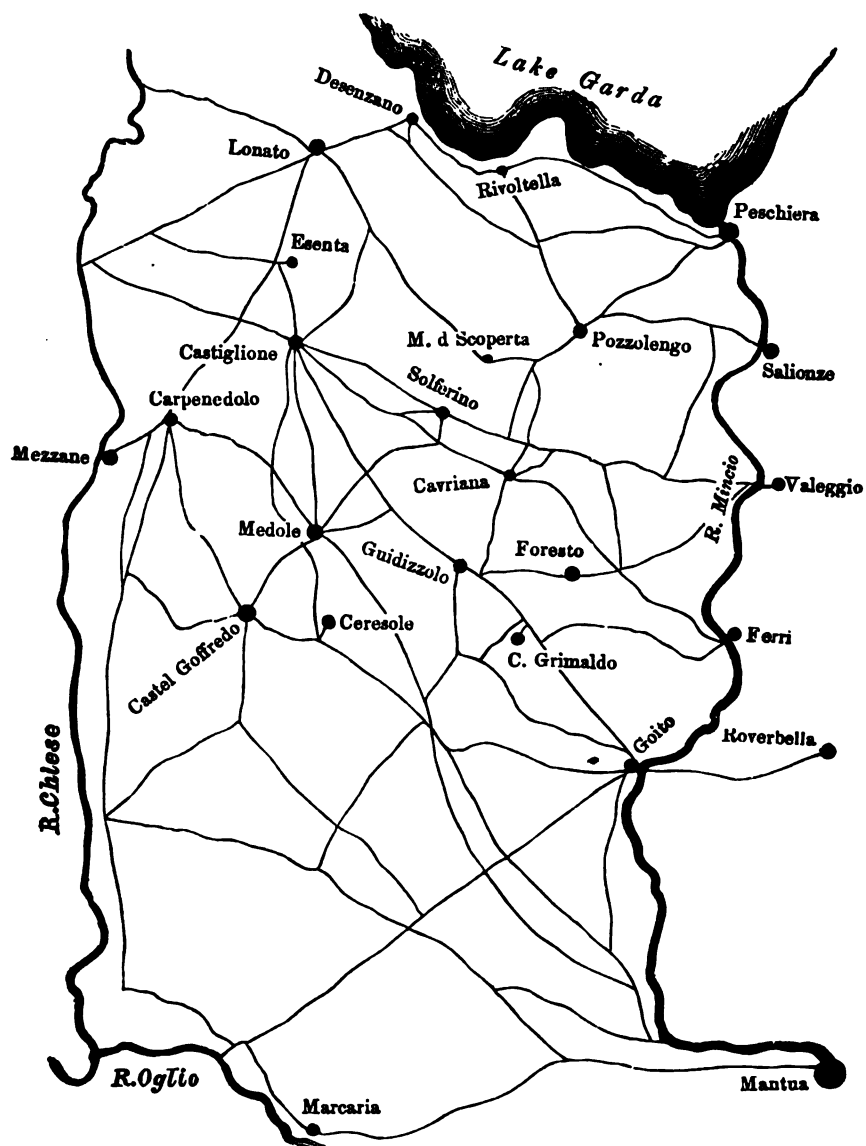 Lake Garda
Desenzano
Lonato
Rivoltella
Peschiera
Esenta
Castiglione
M. d Scoperta
Pozzolengo
Salionze
Carpenedolo
Solferino
Mezzane
Cavriana
R. Mincio
Valeggio
Medole
Guidizzolo
Foresto
Castel Goffredo
Ceresole
C. Grimaldo
Ferri
R. Chiese
Goito
Roverbella
R. Oglio
Marcaria
Mantua